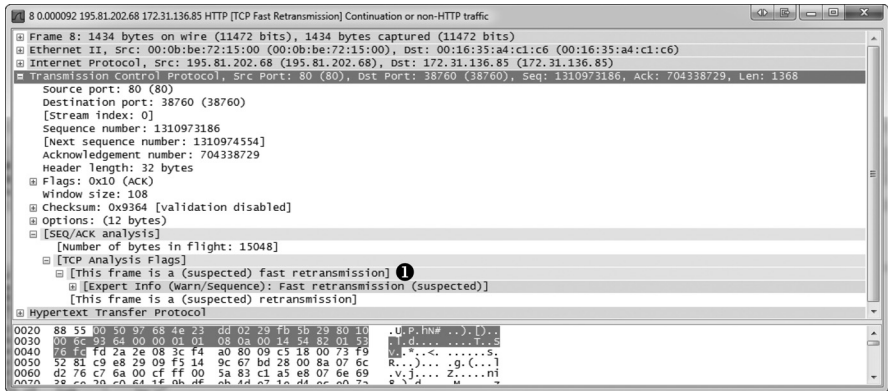 8 0.000092 195.81.202.68 172.31.136.85 HTTP [TCP Fast Retransmission] Continuation or non-HTTP traffic
Frame 8: 1434 bytes on wire (11472 bits), 1434 bytes captured (11472 bits)
Ethernet II, Src: 00:0b:be:72:15:00 (00:0b:be:72:15:00), Dst: 00:16:35:a4:c1:c6 (00:16:35:a4:c1:c6)
Internet Protocol, Src: 195.81.202.68 (195.81.202.68), Dst: 172.31.136.85 (172.31.136.85)
Transmission Control Protocol, Src Port: 80 (80), Dst Port: 38760 (38760), Seq: 1310973186, Ack: 704338729, Len: 1368
Source port: 80 (80)
Destination port: 38760 (38760)
[Stream index: 0]
Sequence number: 1310973186
[Next sequence number: 1310974554]
Acknowledgement number: 704338729
Header length: 32 bytes
Flags: 0x10 (ACK)
Window size: 108
Checksum: 0x9364 [validation disabled]
Options: (12 bytes)
[SEQ/ACK analysis]
[Number of bytes in flight: 15048]
[TCP Analysis Flags]
[This frame is a (suspected) fast retransmission] 1
[Expert Info (Warn/Sequence): Fast retransmission (suspected)]
[This frame is a (suspected) retransmission]
Hypertext Transfer Protocol
0020 88 55 00 50 97 68 4e 23 dd 02 29 fb 5b 29 80 10 .U.P.hN# ..).[)..
0030 00 6c 93 64 00 00 01 01 08 0a 00 14 54 82 01 53 .l.d.... ....T..S
0040 76 fd fd 2a 2e 08 3c f4 a0 80 09 c5 18 00 73 f9 v..*..<. ......s.
0050 52 81 c9 e8 29 09 f5 14 9c 67 bd 28 00 8a 07 6c R...)... .g.(...l
0060 d2 76 c7 6a 00 cf ff 00 5a 83 c1 a5 e8 07 6e 69 .v.j.... Z.....ni